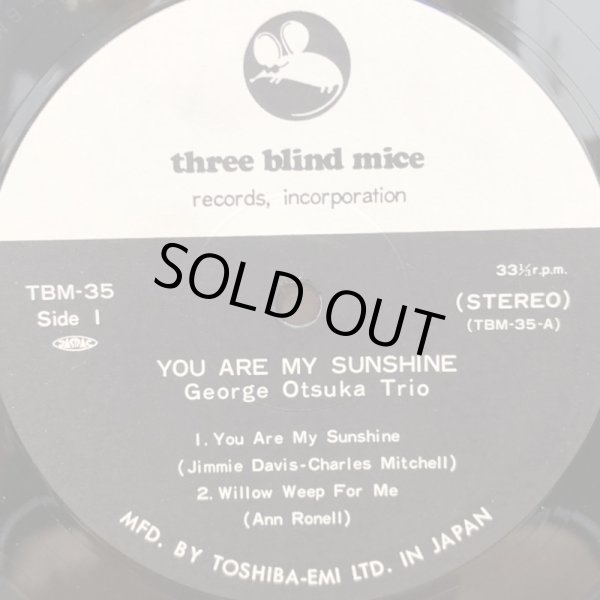 three blind mice
records, incorporation
33⅓r.p.m.
TBM-35
(STEREO)
Side 1
(TBM-35-A)
JASRAC
SOLD OUT
YOU ARE MY SUNSHINE
George Otsuka Trio
1. You Are My Sunshine
(Jimmie Davis-Charles Mitchell)
2. Willow Weep For Me
(Ann Ronell)
MFD. BY TOSHIBA-EMI LTD. IN JAPAN